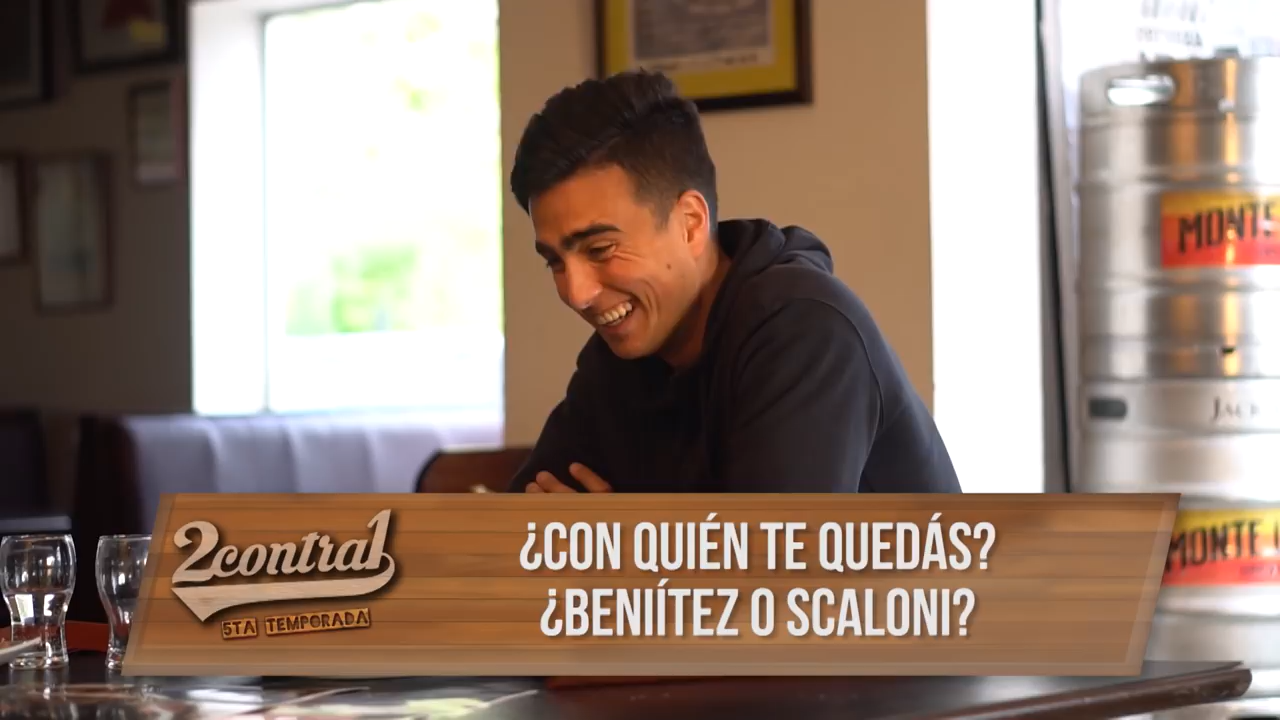 MONTE
JACK
MONTE
2contra1
5TA TEMPORADA
¿CON QUIÉN TE QUEDÁS?
¿BENIÍTEZ O SCALONI?